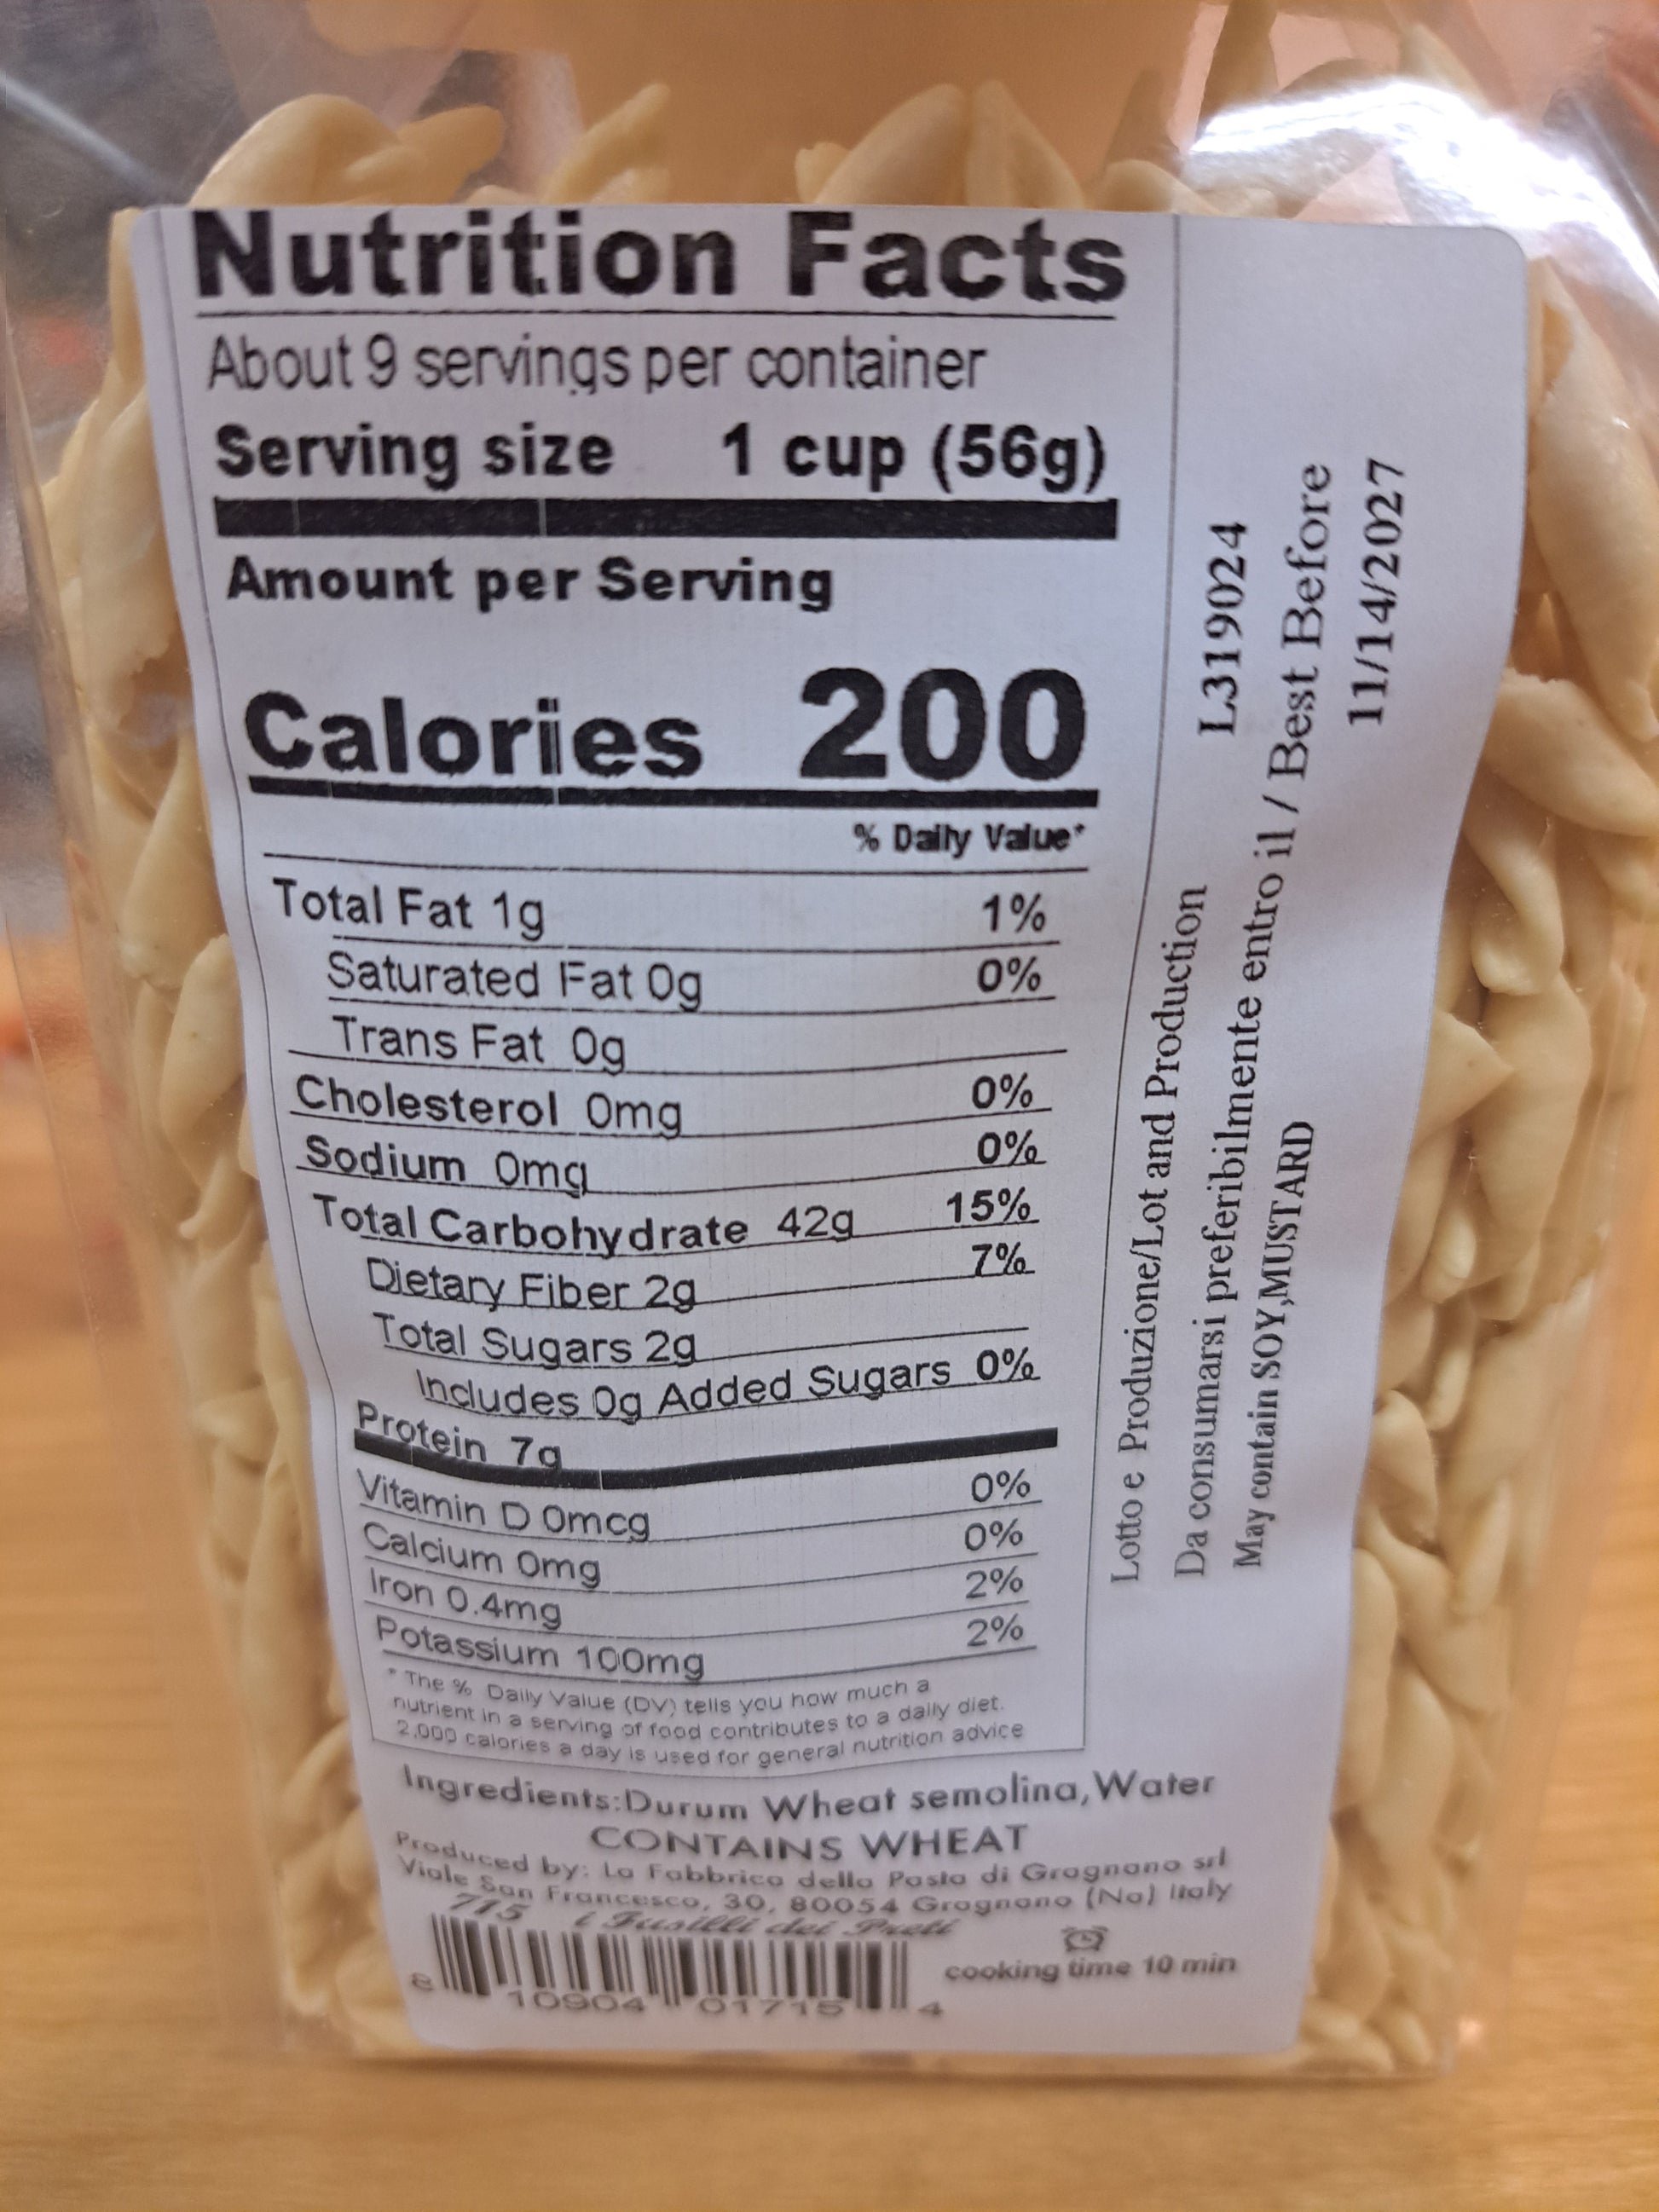 Nutrition Facts
About 9 servings per container
Serving size 1 cup (56g)
Amount per Serving
Calories 200
% Daily Value*
Total Fat 1g 1%
Saturated Fat 0g 0%
Trans Fat 0g
Cholesterol 0mg 0%
Sodium 0mg 0%
Total Carbohydrate 42g 15%
Dietary Fiber 2g 7%
Total Sugars 2g
Includes 0g Added Sugars 0%
Protein 7g
Vitamin D 0mcg 0%
Calcium 0mg 0%
Iron 0.4mg 2%
Potassium 100mg 2%
* The % Daily Value (DV) tells you how much a
nutrient in a serving of food contributes to a daily diet.
2,000 calories a day is used for general nutrition advice
Ingredients:Durum Wheat semolina,Water
CONTAINS WHEAT
Produced by: La Fabbrica della Pasta di Gragnano srl
Viale San Francesco, 30, 80054 Gragnano (Na) Italy
715 i Fusilli dei Preti
cooking time 10 min
8 10904 01715 4
Lotto e Produzione/Lot and Production L319024
Da consumarsi preferibilmente entro il / Best Before
11/14/2027
May contain SOY,MUSTARD